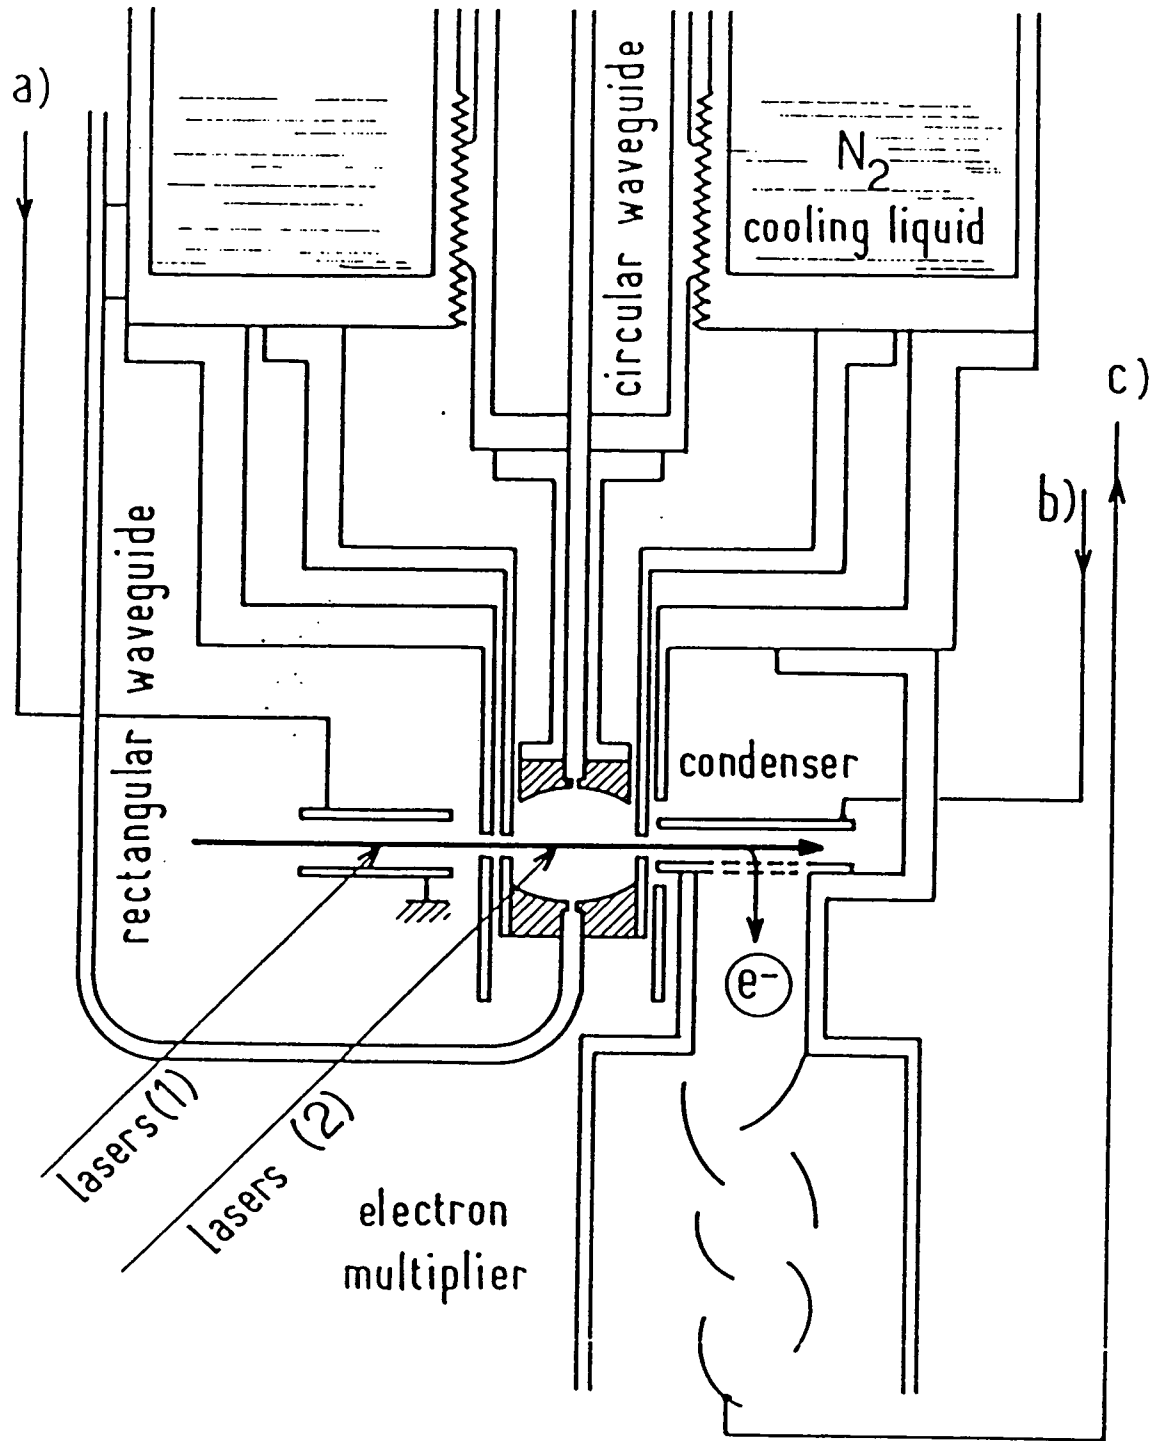 a)
circular waveguide
N2
cooling liquid
c)
b)
rectangular waveguide
condenser
e-
lasers(1)
lasers (2)
electron
multiplier